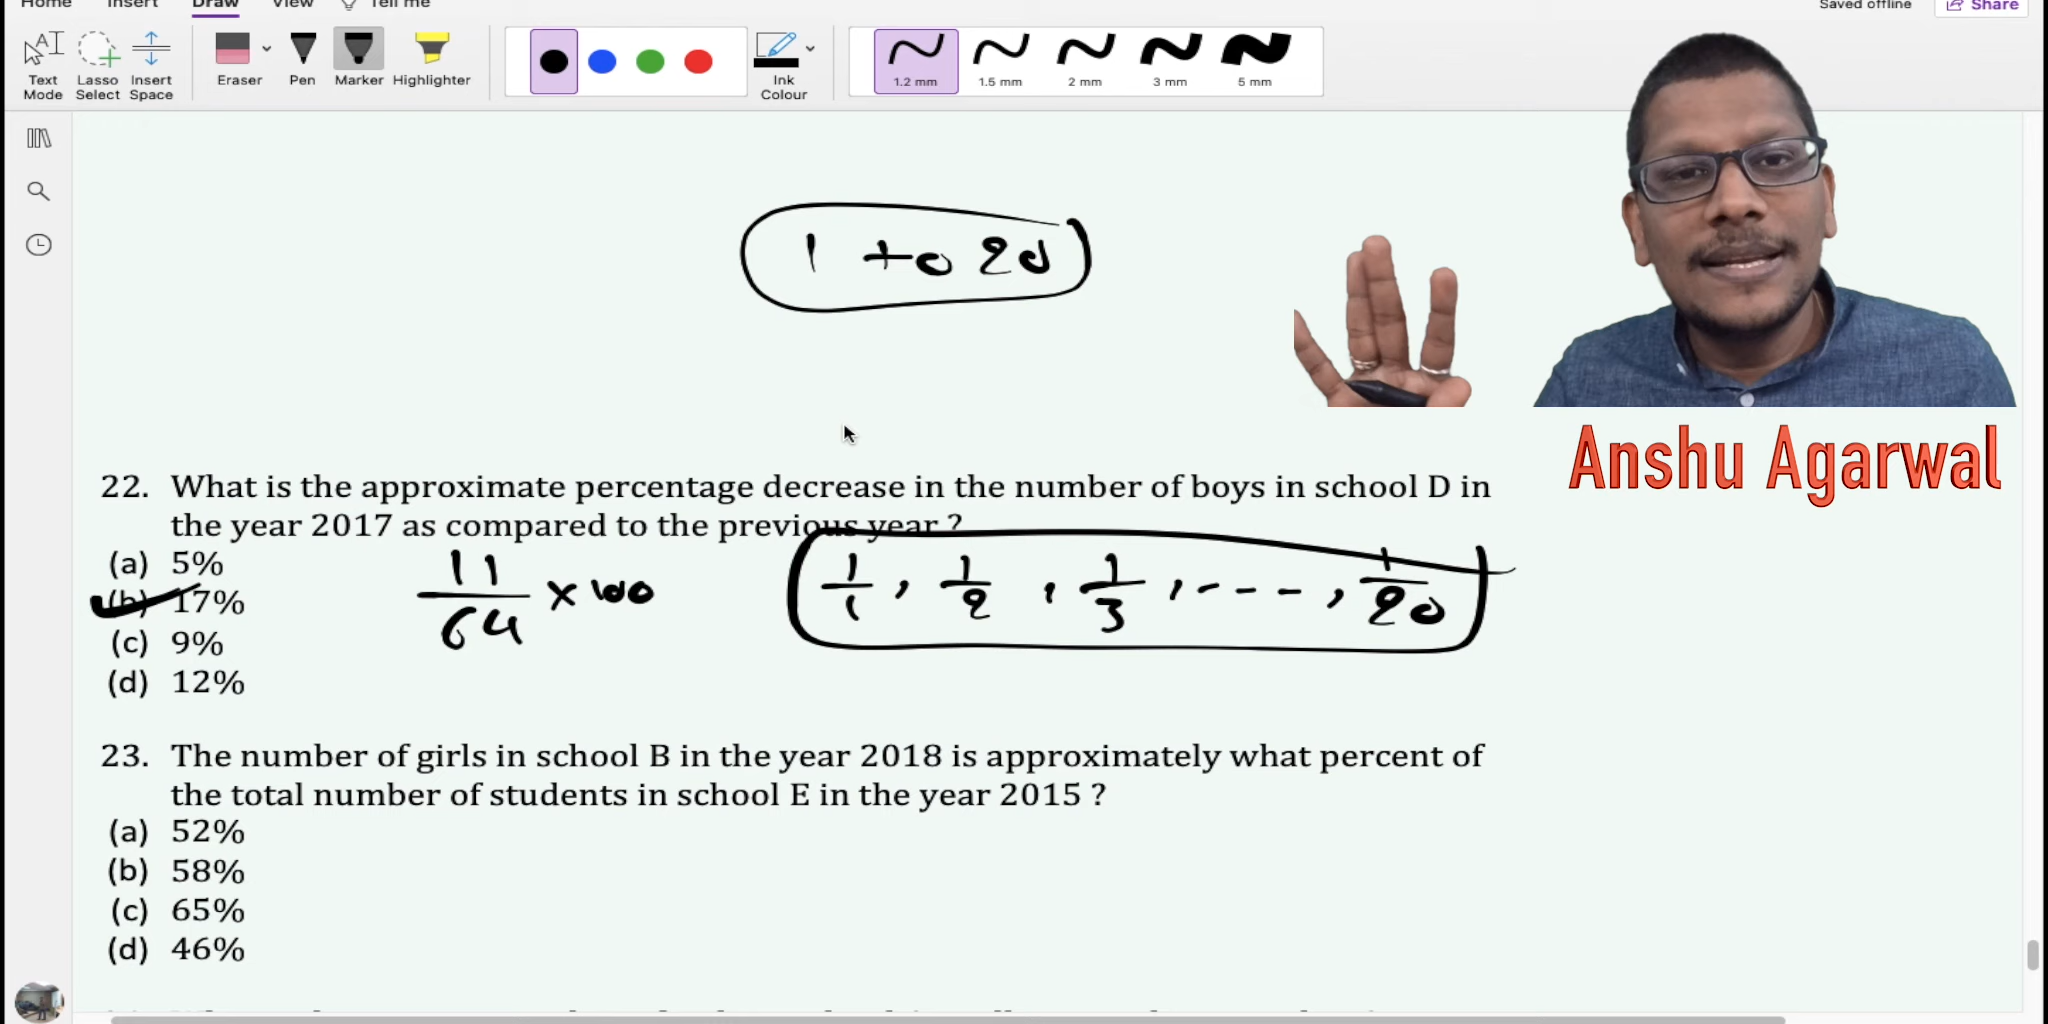 Home Insert Draw View Tell me
Saved offline Share
Text Mode
Lasso Select
Insert Space
Eraser
Pen
Marker
Highlighter
Ink Colour
1.2 mm
1.5 mm
2 mm
3 mm
5 mm
1 to 20
Anshu Agarwal
22. What is the approximate percentage decrease in the number of boys in school D in
the year 2017 as compared to the previous year ?
(a) 5%
(b) 17%
(c) 9%
(d) 12%
11/64 × 100
1/1, 1/2, 1/3, ----, 1/20
23. The number of girls in school B in the year 2018 is approximately what percent of
the total number of students in school E in the year 2015 ?
(a) 52%
(b) 58%
(c) 65%
(d) 46%